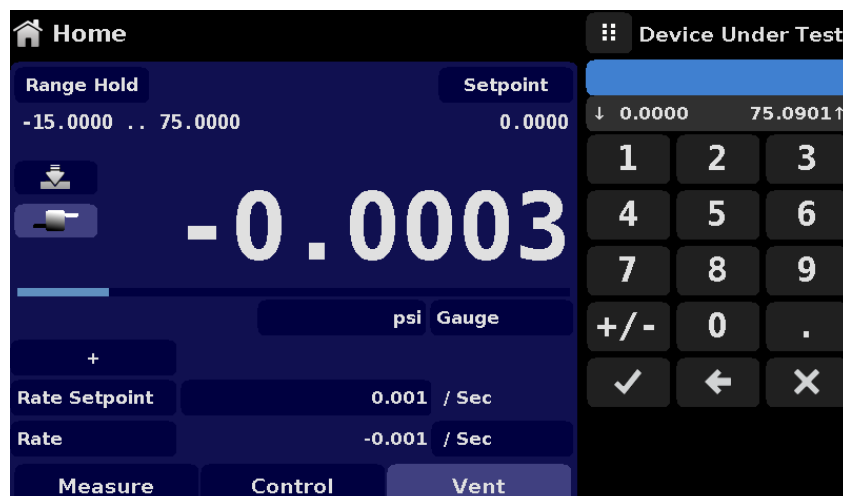 Home
Range Hold
Setpoint
-15.0000 .. 75.0000
0.0000
-0.0003
psi Gauge
+
Rate Setpoint 0.001 / Sec
Rate -0.001 / Sec
Measure Control Vent
Device Under Test
↓ 0.0000 75.0901↑
1 2 3
4 5 6
7 8 9
+/- 0 .